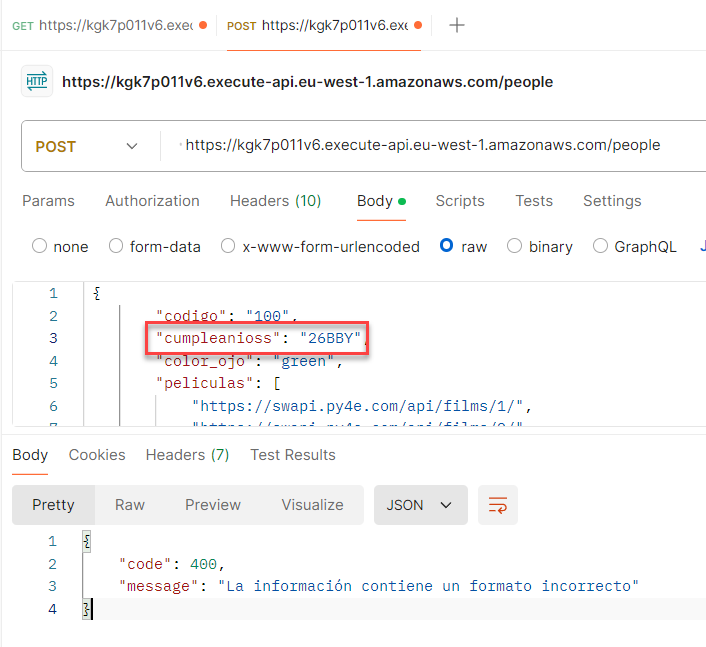 GET https://kgk7p011v6.exec
POST https://kgk7p011v6.exe
HTTP https://kgk7p011v6.execute-api.eu-west-1.amazonaws.com/people
POST https://kgk7p011v6.execute-api.eu-west-1.amazonaws.com/people
Params Authorization Headers (10) Body Scripts Tests Settings
none form-data x-www-form-urlencoded raw binary GraphQL
1 {
2 "codigo": "100",
3 "cumpleanioss": "26BBY",
4 "color_ojo": "green",
5 "peliculas": [
6 "https://swapi.py4e.com/api/films/1/",
Body Cookies Headers (7) Test Results
Pretty Raw Preview Visualize JSON
1 {
2 "code": 400,
3 "message": "La información contiene un formato incorrecto"
4 }